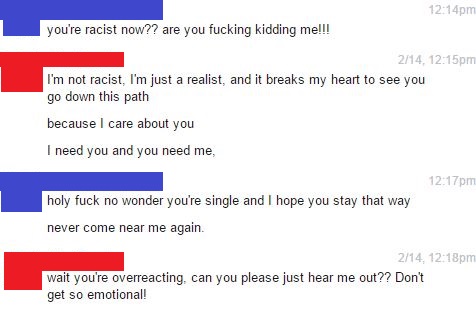 12:14pm
you're racist now?? are you fucking kidding me!!!
2/14, 12:15pm
I'm not racist, I'm just a realist, and it breaks my heart to see you
go down this path
because I care about you
I need you and you need me,
12:17pm
holy fuck no wonder you're single and I hope you stay that way
never come near me again.
2/14, 12:18pm
wait you're overreacting, can you please just hear me out?? Don't
get so emotional!